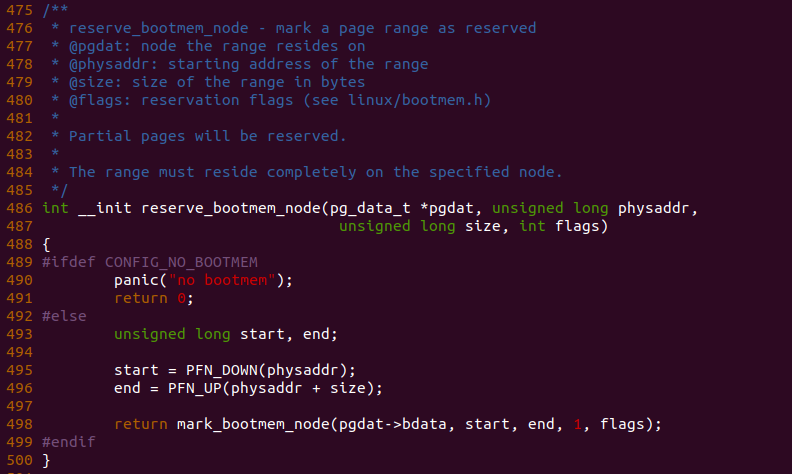 475 /**
476  * reserve_bootmem_node - mark a page range as reserved
477  * @pgdat: node the range resides on
478  * @physaddr: starting address of the range
479  * @size: size of the range in bytes
480  * @flags: reservation flags (see linux/bootmem.h)
481  *
482  * Partial pages will be reserved.
483  *
484  * The range must reside completely on the specified node.
485  */
486 int __init reserve_bootmem_node(pg_data_t *pgdat, unsigned long physaddr,
487                                  unsigned long size, int flags)
488 {
489 #ifdef CONFIG_NO_BOOTMEM
490         panic("no bootmem");
491         return 0;
492 #else
493         unsigned long start, end;
494
495         start = PFN_DOWN(physaddr);
496         end = PFN_UP(physaddr + size);
497
498         return mark_bootmem_node(pgdat->bdata, start, end, 1, flags);
499 #endif
500 }